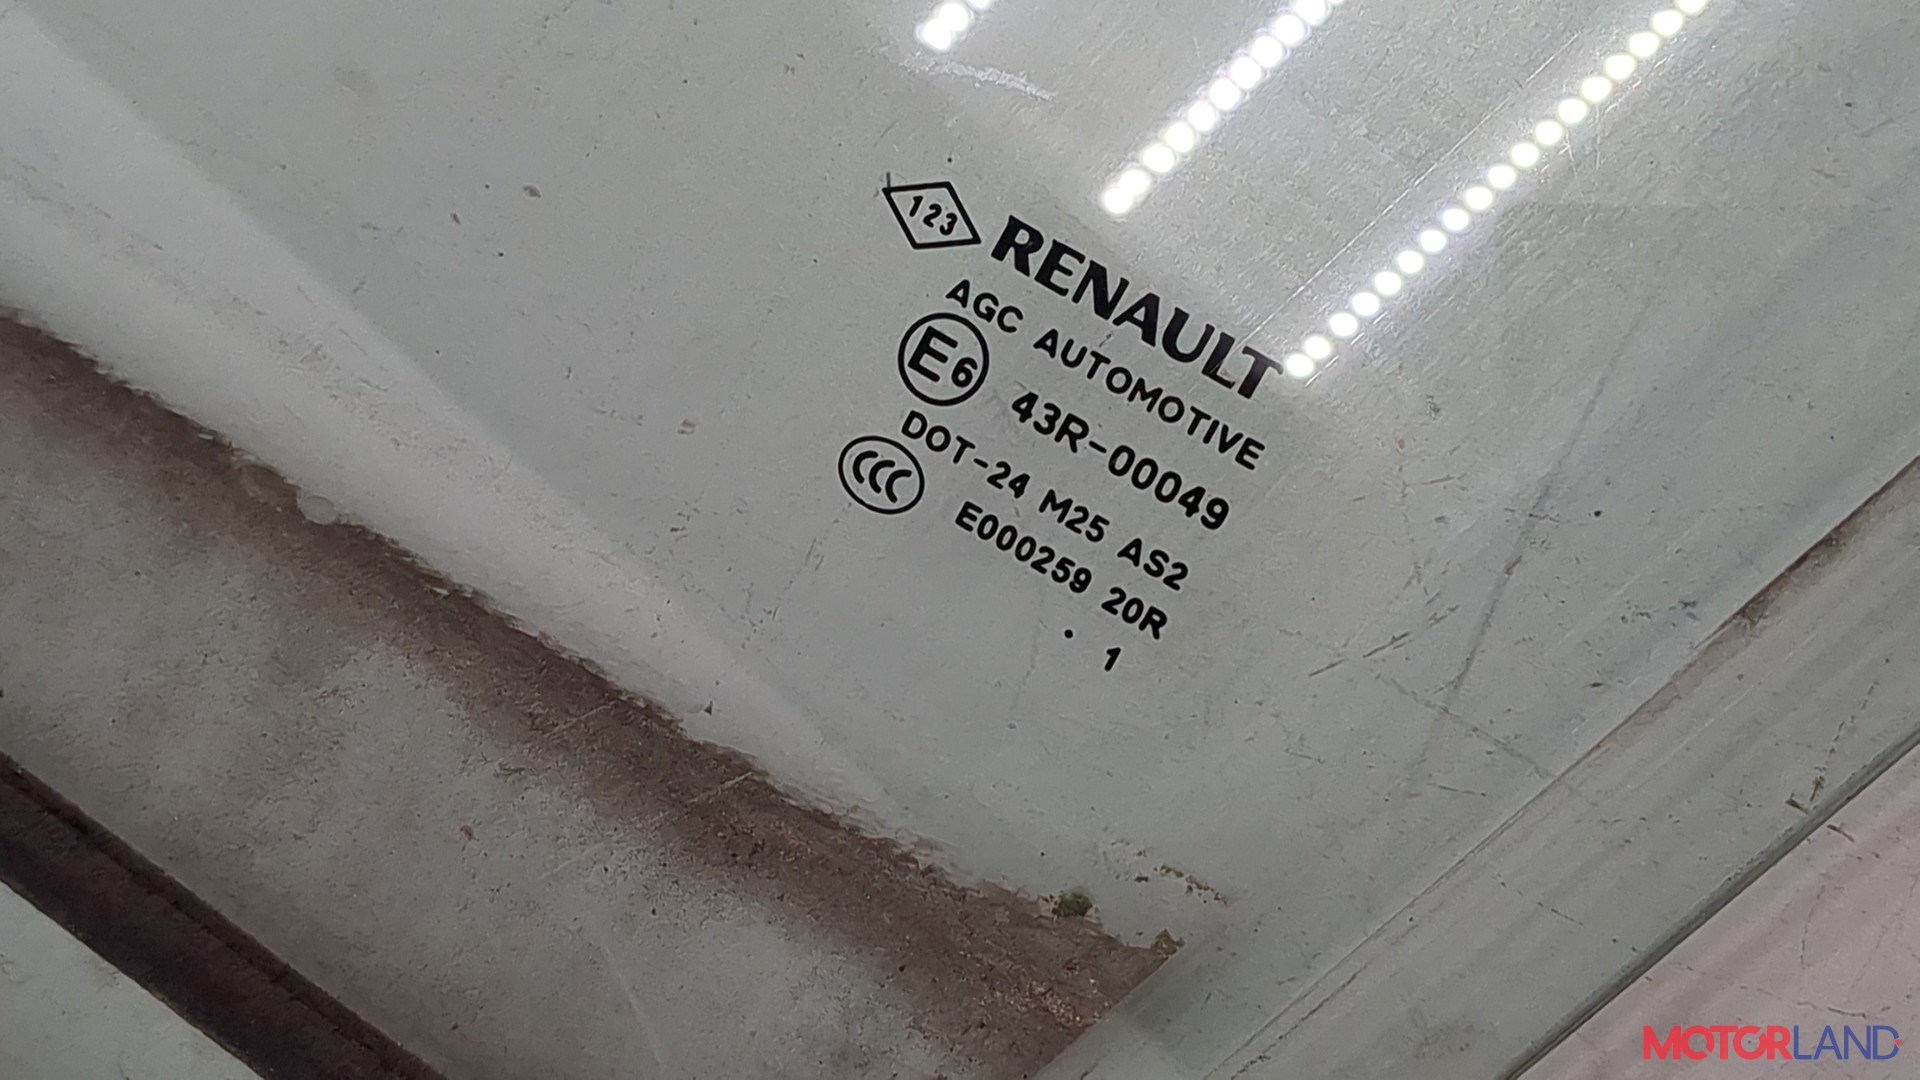 123 RENAULT
AGC AUTOMOTIVE
E6 43R-00049
DOT-24 M25 AS2
CCC E000259 20R
. 1
MOTORLAND